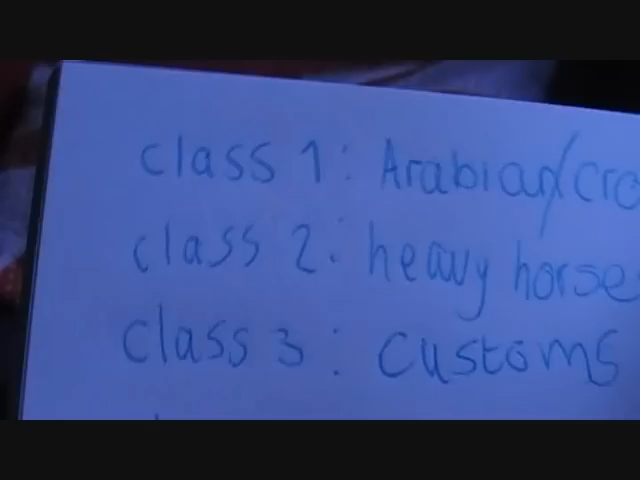 class 1: Arabian/cro
class 2: heavy horse
class 3: customs